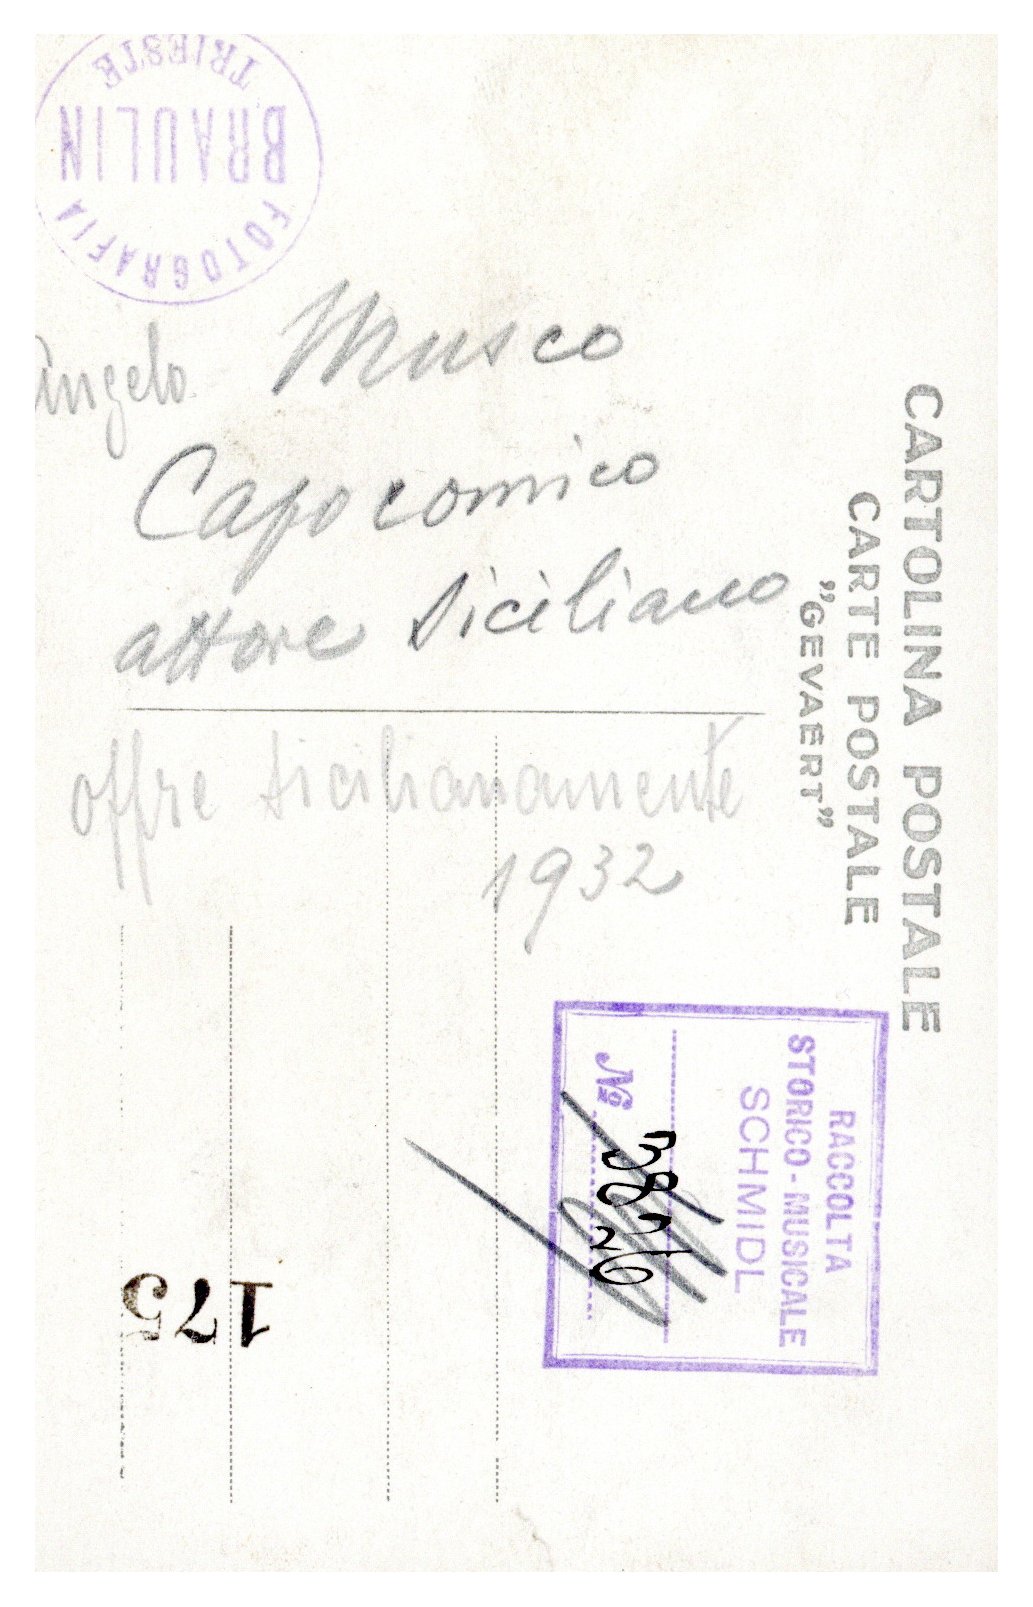 FOTOGRAFIA
BRAULIN
TRIESTE
Angelo Musco
Capocomico
attore siciliano
offre sicilianamente
1932
CARTOLINA POSTALE
CARTE POSTALE
„GEVAERT”
RACCOLTA
STORICO-MUSICALE
SCHMIDL
No
175